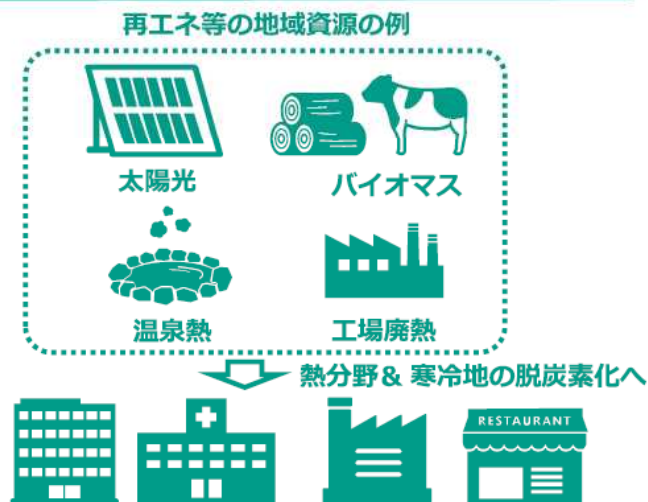 再エネ等の地域資源の例
太陽光
バイオマス
温泉熱
工場廃熱
熱分野& 寒冷地の脱炭素化へ
RESTAURANT